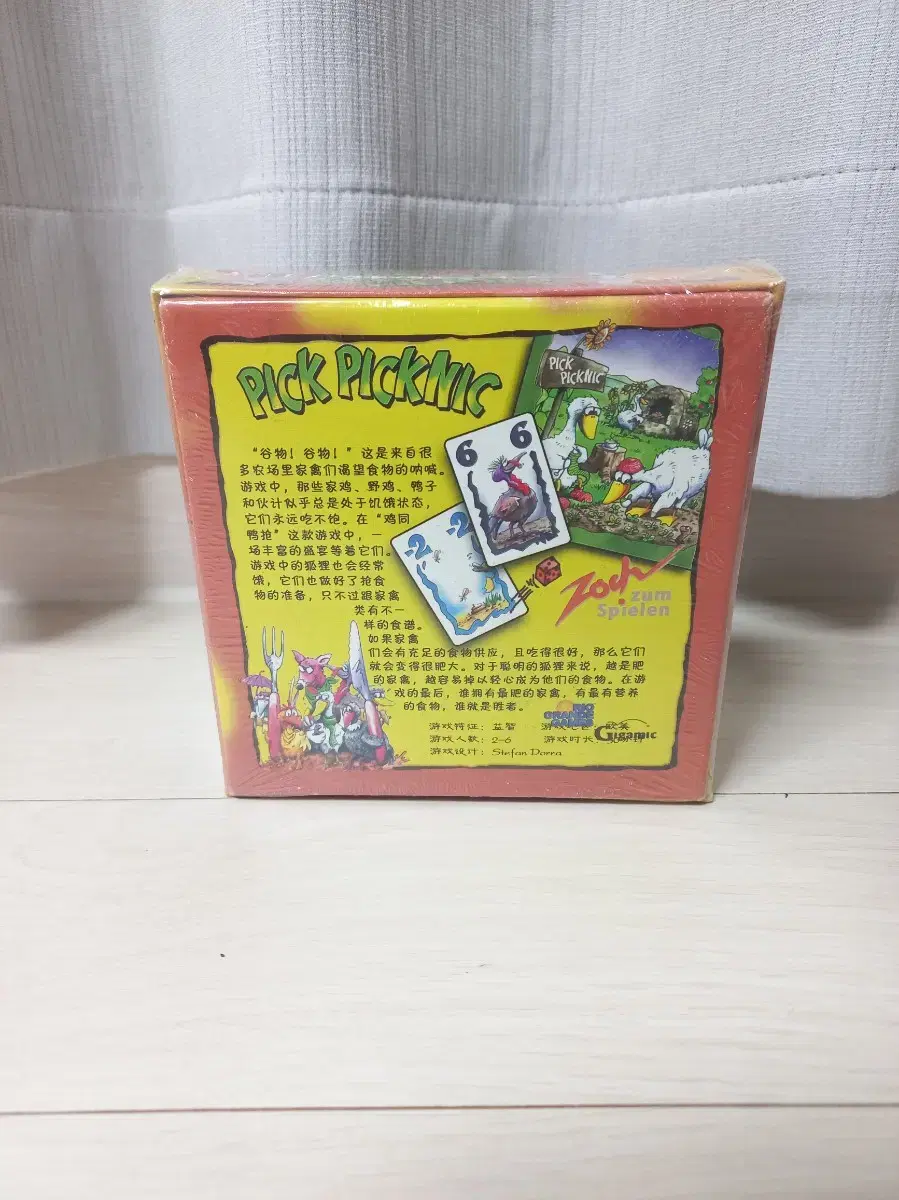 PICK PICKNIC
PICK
PICKNIC
6 6
-2 -2
“谷物!谷物!”这是来自很
多农场里家禽们渴望食物的呐喊。
游戏中,那些家鸡、野鸡、鸭子
和伙计似乎总是处于饥饿状态,
它们永远吃不饱。在“鸡同
鸭抢”这款游戏中,一
场丰富的盛宴等着它们。
游戏中的狐狸也会经常
饿,它们也做好了抢食
物的准备,只不过跟家禽
类有不一
样的食谱。
如果家禽
们会有充足的食物供应,且吃得很好,那么它们
就会变得很肥大。对于聪明的狐狸来说,越是肥
的家禽,越容易掉以轻心成为他们的食物。在游
戏的最后,谁拥有最肥的家禽,有最有营养
的食物,谁就是胜者。
Zoch
zum
Spielen
RIO
GRANDE
GAMES
Gigamic
游戏特征:益智
游戏人数:2-6 游戏时长:
游戏设计:Stefan Dorra